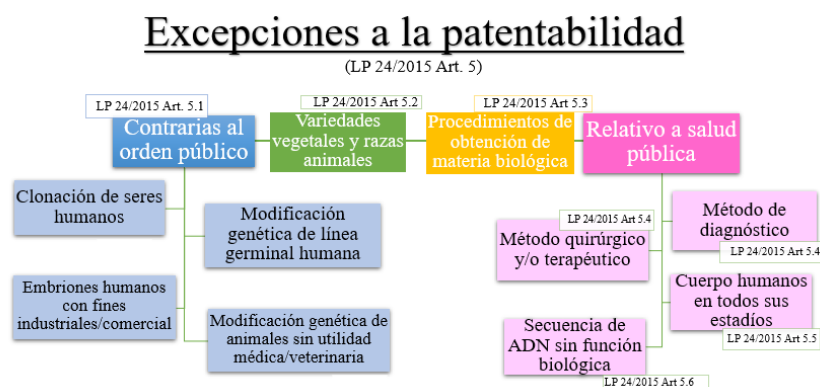 Excepciones a la patentabilidad
(LP 24/2015 Art. 5)
LP 24/2015 Art. 5.1
Contrarias al
orden público
LP 24/2015 Art 5.2
Variedades
vegetales y razas
animales
LP 24/2015 Art 5.3
Procedimientos de
obtención de
materia biológica
Relativo a salud
pública
Clonación de seres
humanos
Modificación
genética de línea
germinal humana
Embriones humanos
con fines
industriales/comercial
Modificación genética de
animales sin utilidad
médica/veterinaria
LP 24/2015 Art 5.4
Método quirúrgico
y/o terapéutico
Método de
diagnóstico
LP 24/2015 Art 5.4
Cuerpo humanos
en todos sus
estadíos
LP 24/2015 Art 5.5
Secuencia de
ADN sin función
biológica
LP 24/2015 Art 5.6